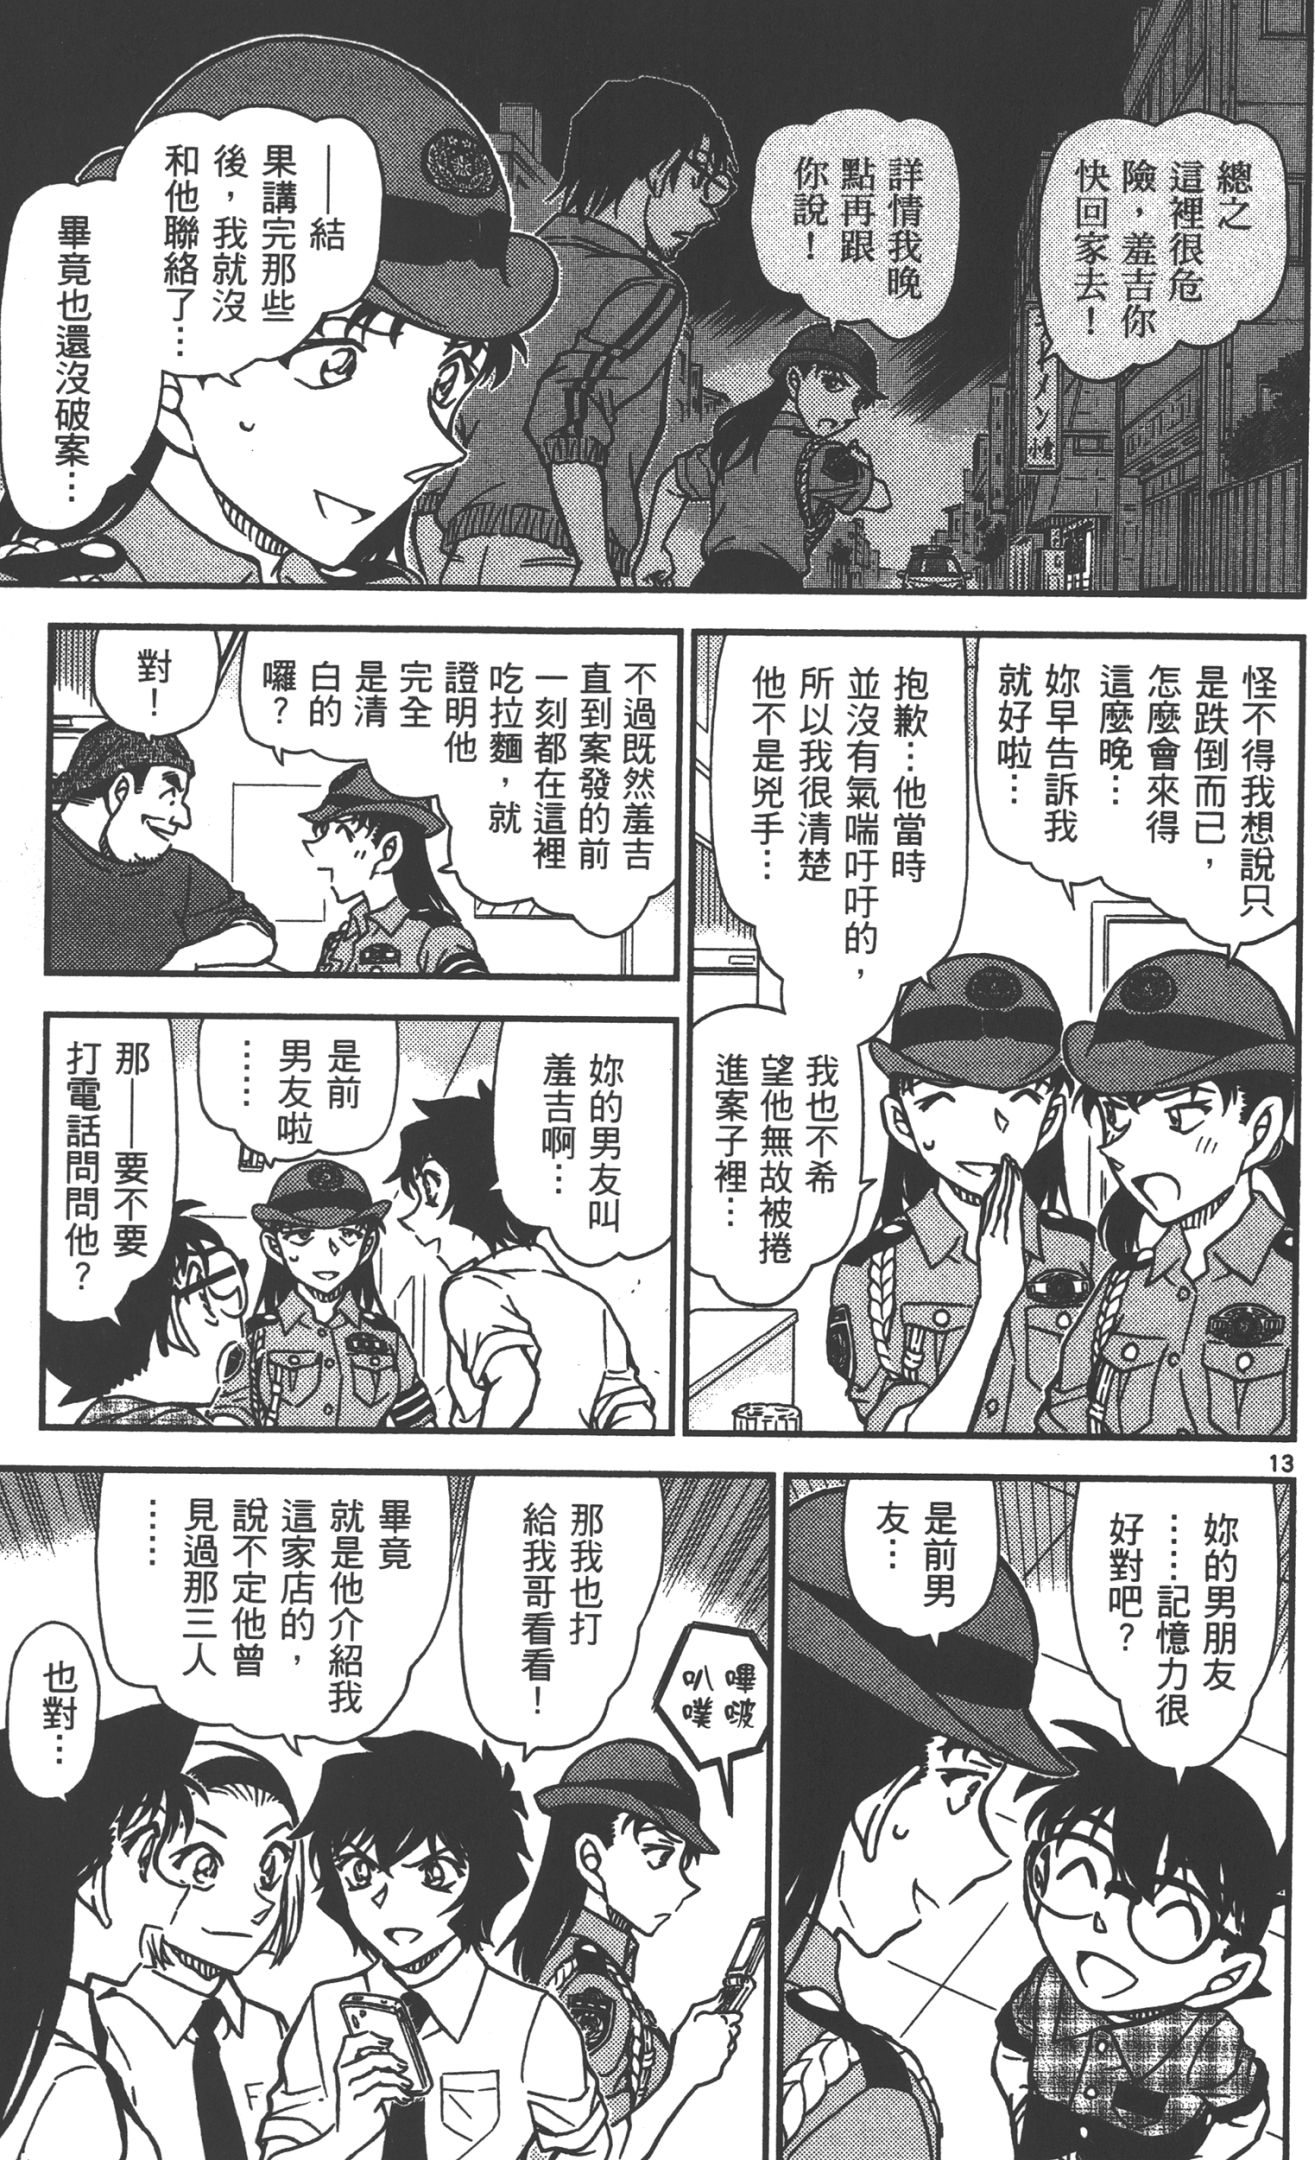 總之
這裡很危
險，羞吉你
快回家去！
詳情我晚
點再跟
你說！
——結
果講完那些
後，我就沒
和他聯絡了…
畢竟也還沒破案…
怪不得我想說只
是跌倒而已，
怎麼會來得
這麼晚…
妳早告訴我
就好啦…
抱歉…他當時
並沒有氣喘吁吁的，
所以我很清楚
他不是兇手…
我也不希
望他無故被捲
進案子裡…
不過既然羞吉
直到案發的前
一刻都在這裡
吃拉麵，就
證明他
完全
是清
白的
囉？
對！
妳的男友叫
羞吉啊…
是前
男友啦
……
那——要不要
打電話問問他？
13
妳的男朋友
……記憶力很
好對吧？
是前男
友…
嗶啵
叭噗
那我也打
給我哥看看！
畢竟
就是他介紹我
這家店的，
說不定他曾
見過那三人
……
也對…